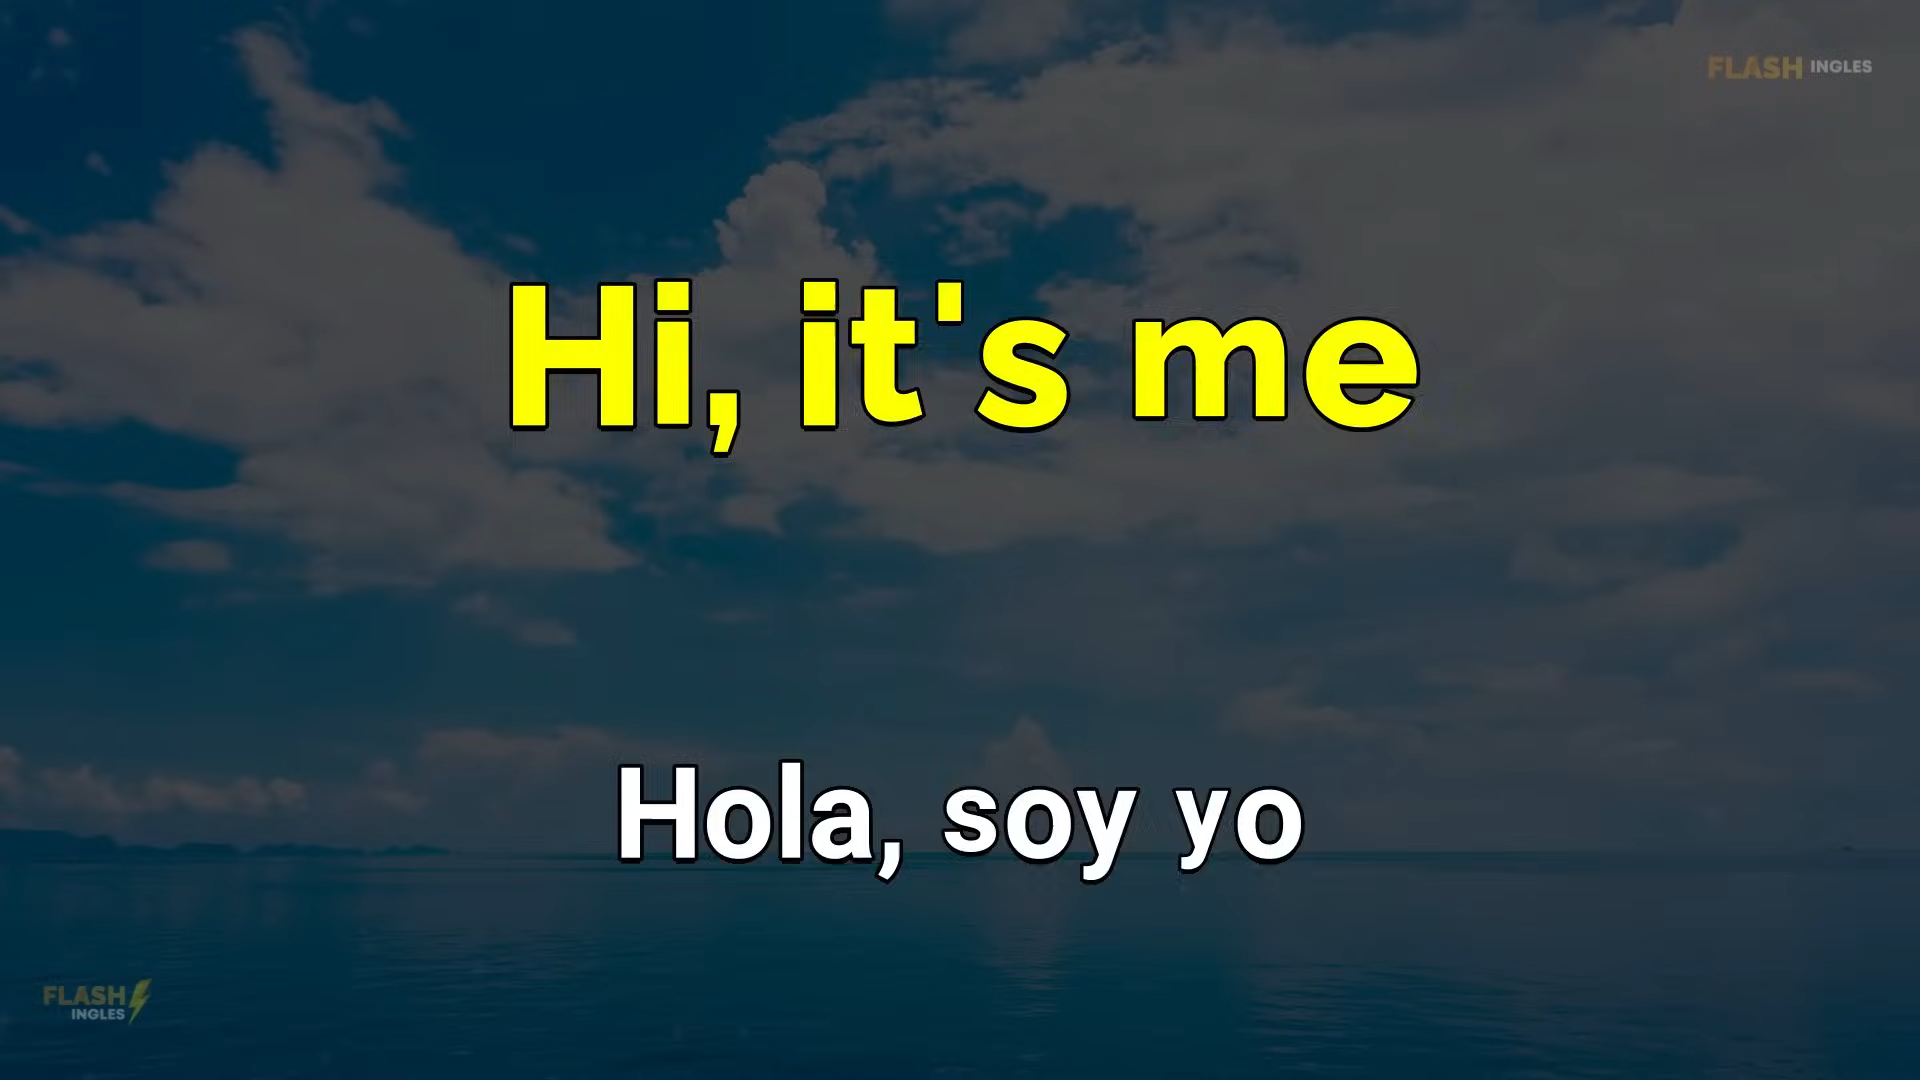 FLASH INGLES
Hi, it's me
Hola, soy yo
FLASH
INGLES